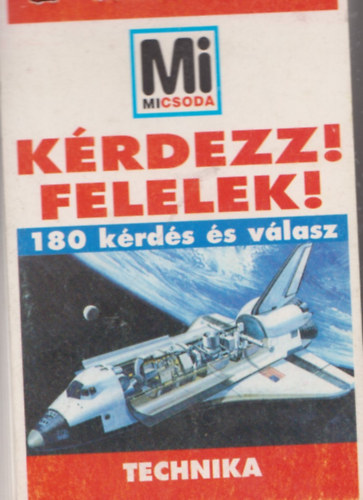 Mi
MICSODA
KÉRDEZZ!
FELELEK!
180 kérdés és válasz
TECHNIKA